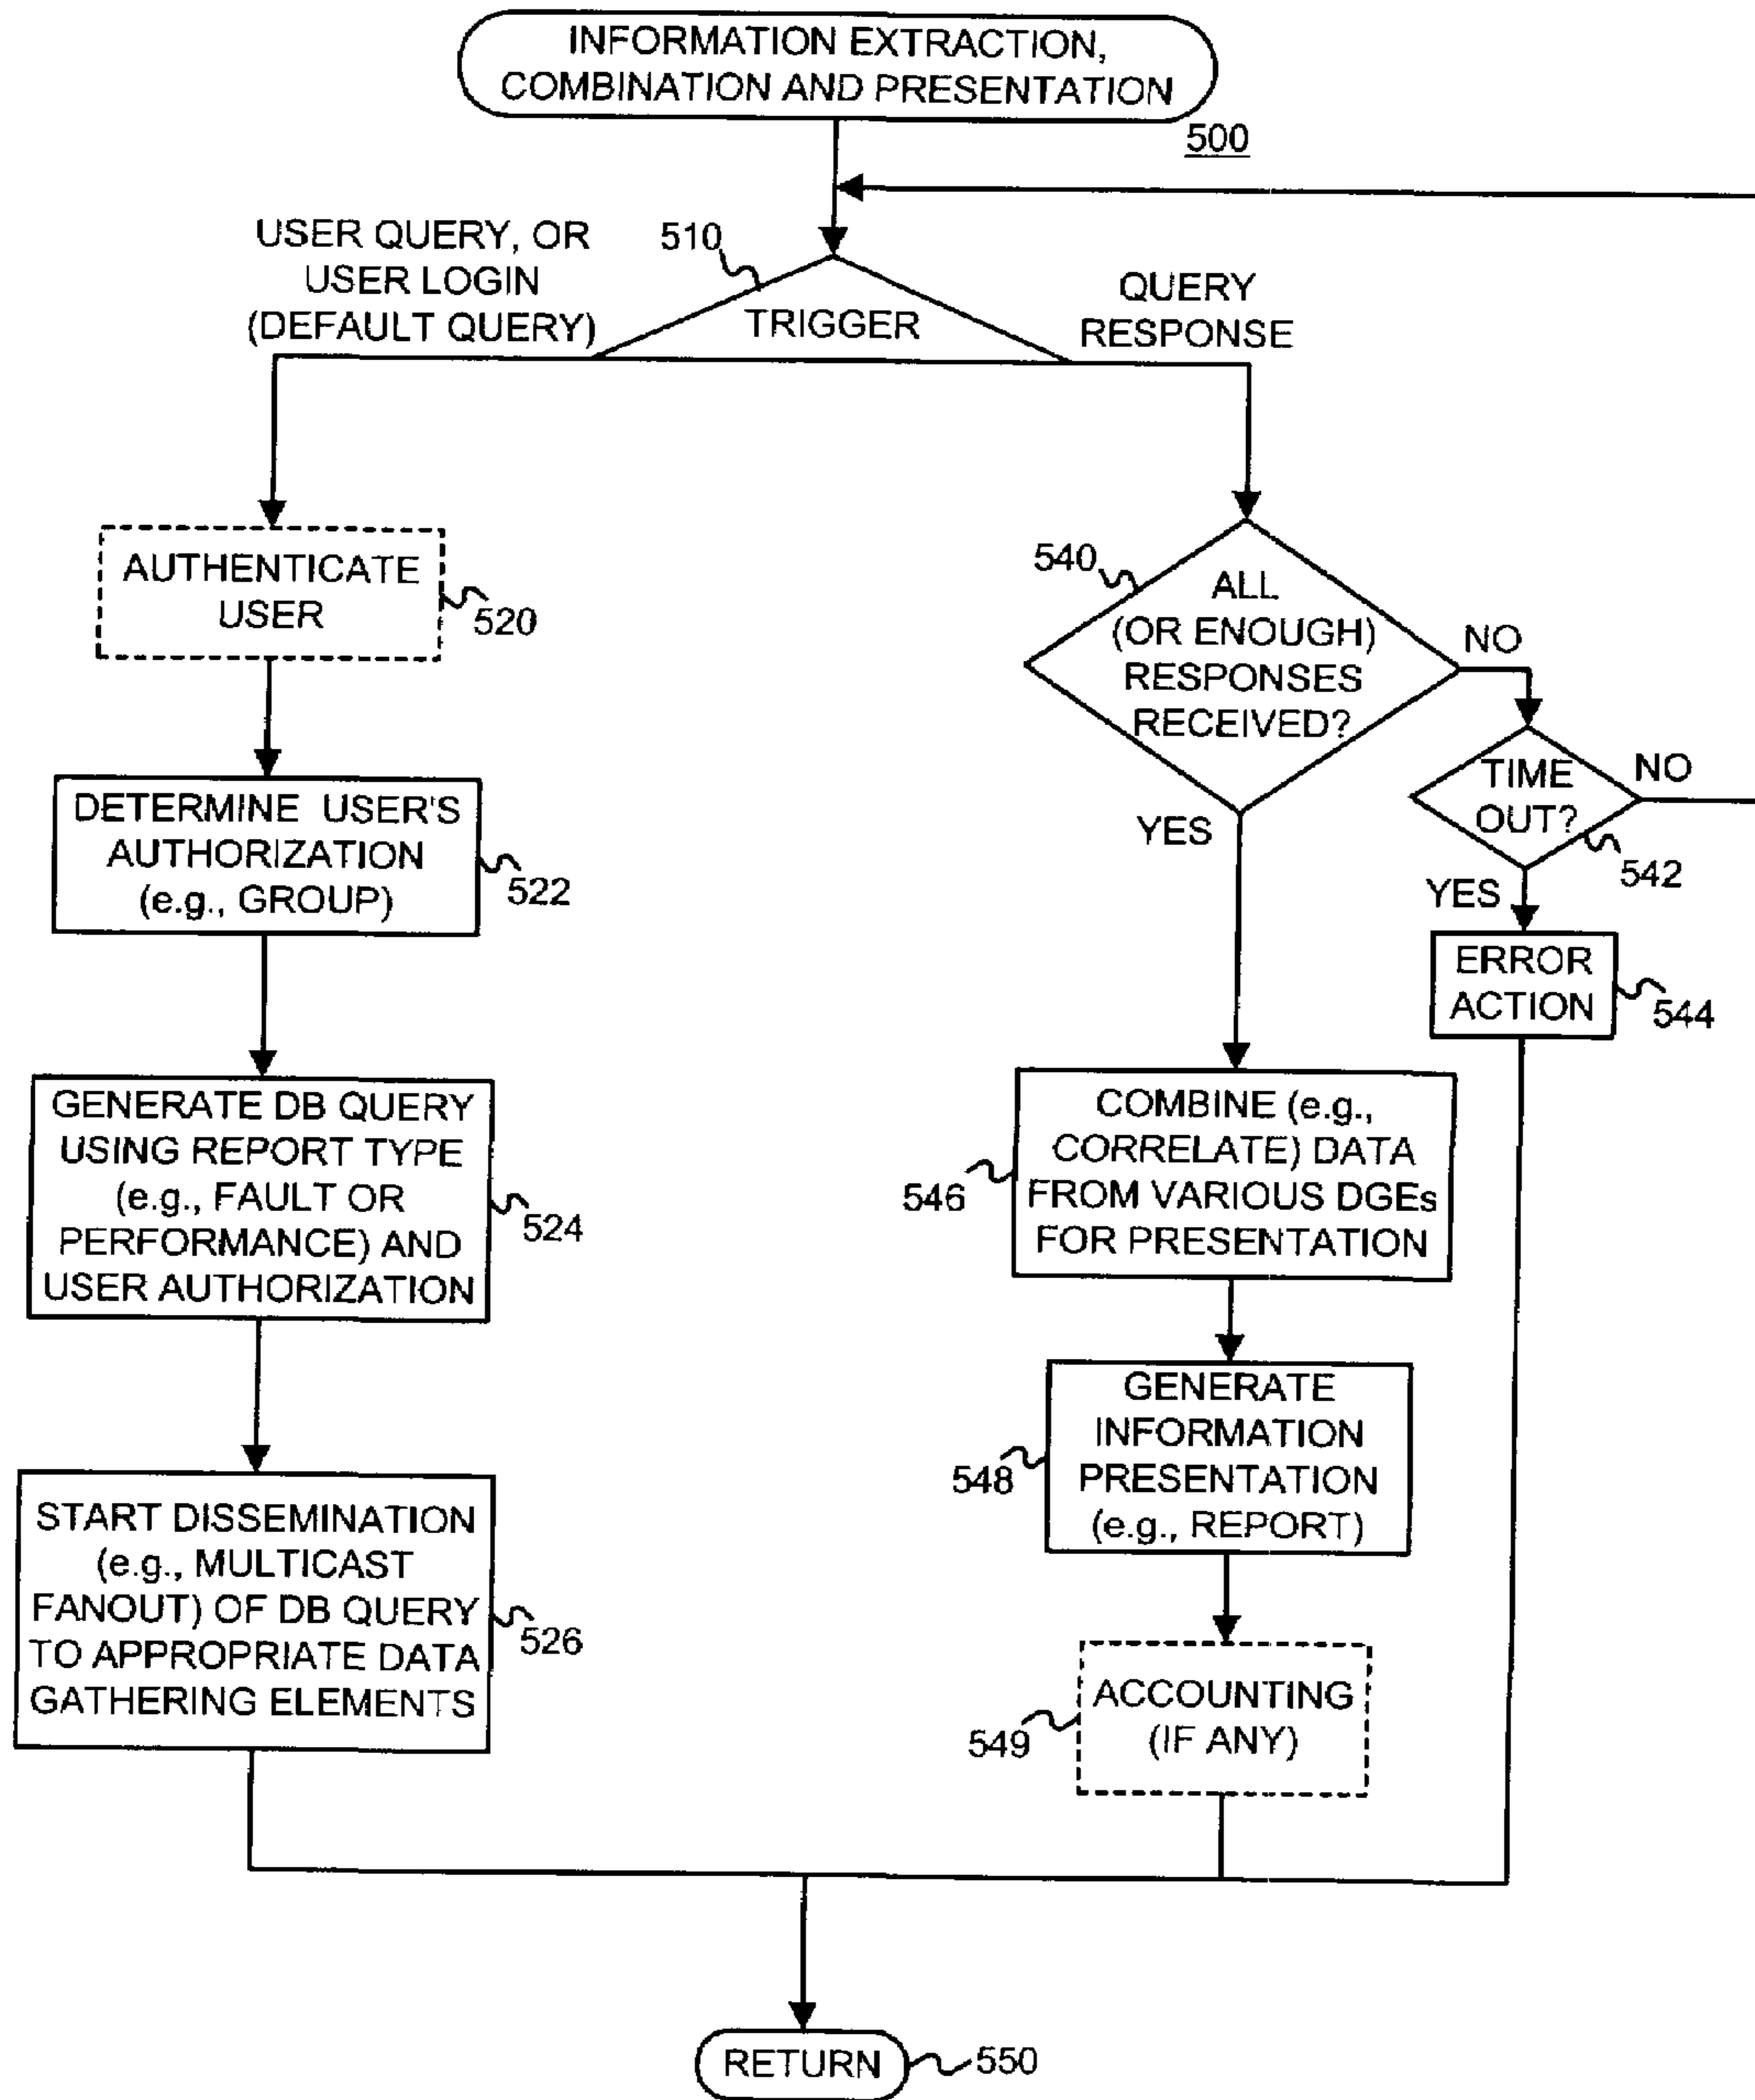 INFORMATION EXTRACTION,
COMBINATION AND PRESENTATION
500
USER QUERY, OR
USER LOGIN
(DEFAULT QUERY)
510
TRIGGER
QUERY
RESPONSE
AUTHENTICATE
USER
520
DETERMINE USER'S
AUTHORIZATION
(e.g., GROUP)
522
GENERATE DB QUERY
USING REPORT TYPE
(e.g., FAULT OR
PERFORMANCE) AND
USER AUTHORIZATION
524
START DISSEMINATION
(e.g., MULTICAST
FANOUT) OF DB QUERY
TO APPROPRIATE DATA
GATHERING ELEMENTS
526
540
ALL
(OR ENOUGH)
RESPONSES
RECEIVED?
NO
YES
TIME
OUT?
NO
542
YES
ERROR
ACTION
544
COMBINE (e.g.,
CORRELATE) DATA
FROM VARIOUS DGEs
FOR PRESENTATION
546
GENERATE
INFORMATION
PRESENTATION
(e.g., REPORT)
548
ACCOUNTING
(IF ANY)
549
RETURN
550